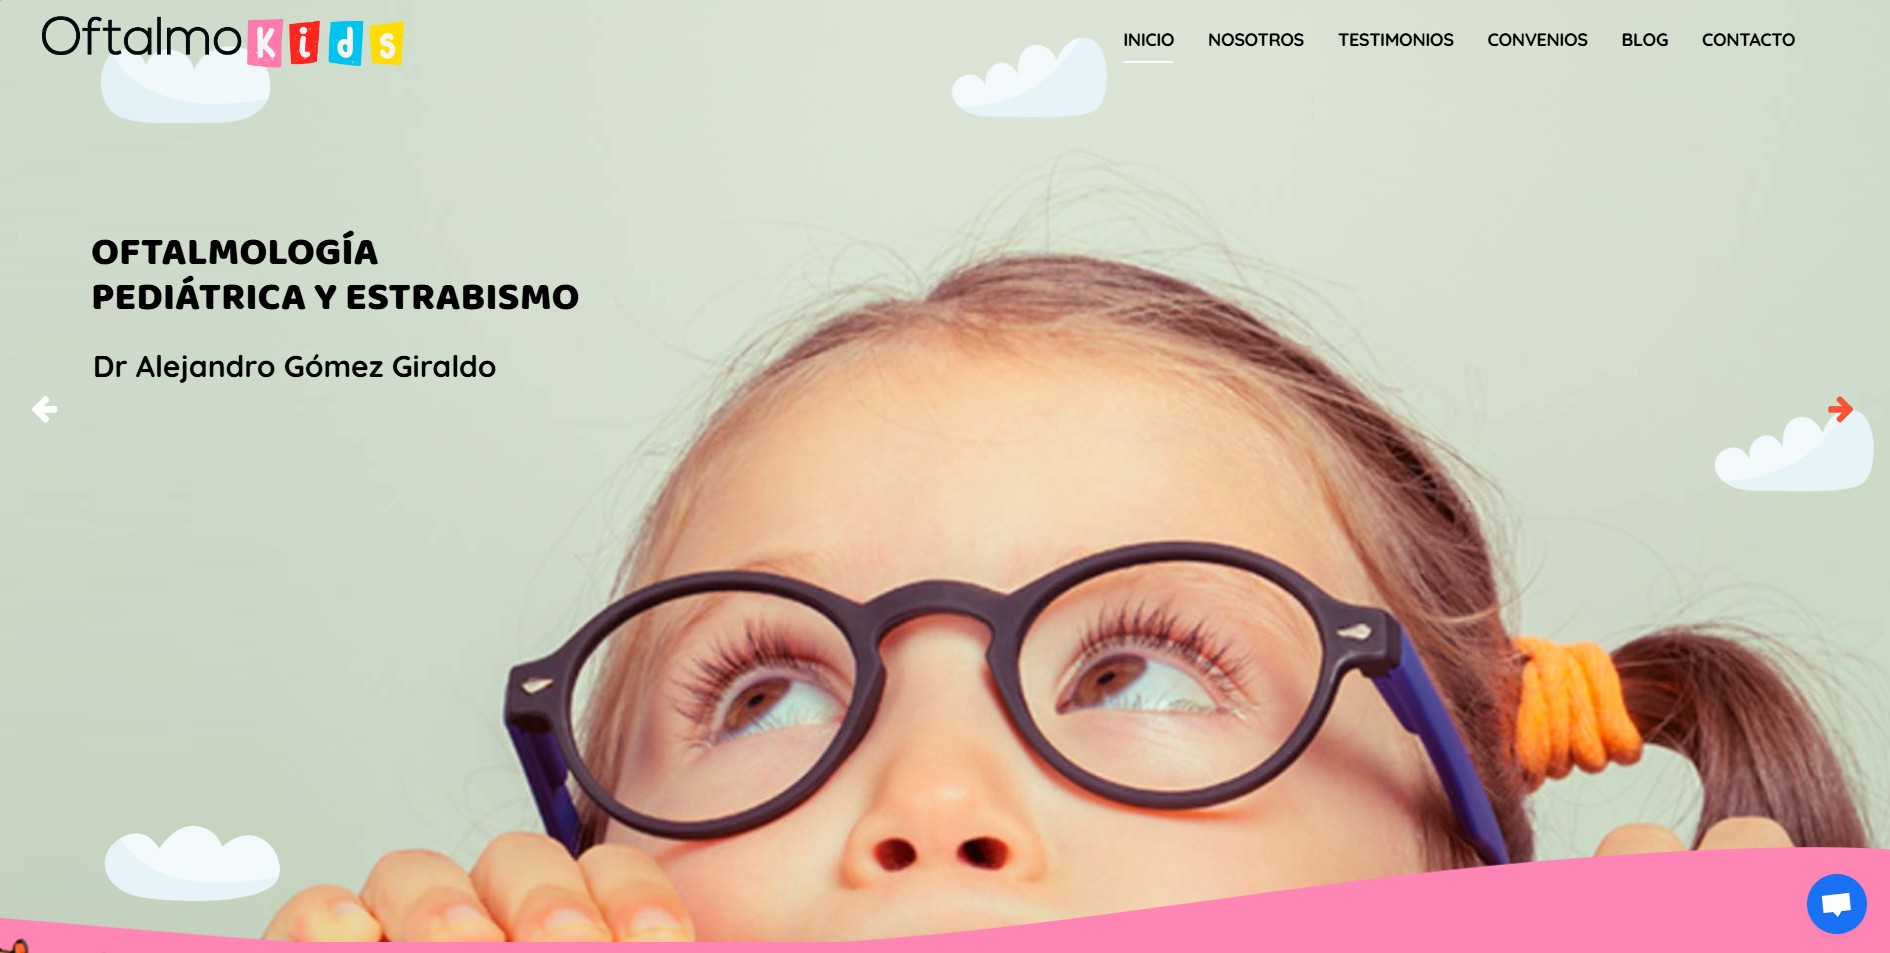 OftalmoKids
INICIO NOSOTROS TESTIMONIOS CONVENIOS BLOG CONTACTO
OFTALMOLOGÍA
PEDIÁTRICA Y ESTRABISMO
Dr Alejandro Gómez Giraldo